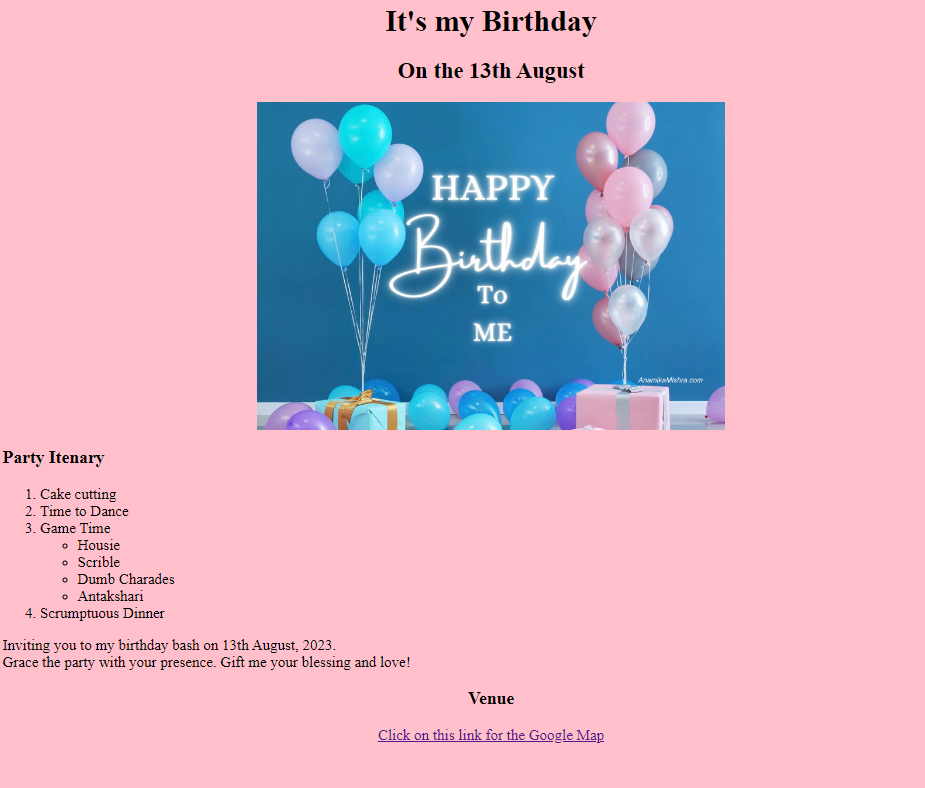 It's my Birthday
On the 13th August
HAPPY
Birthday
To
ME
AnamikaMishra.com
Party Itenary
1. Cake cutting
2. Time to Dance
3. Game Time
Housie
Scrible
Dumb Charades
Antakshari
4. Scrumptuous Dinner
Inviting you to my birthday bash on 13th August, 2023.
Grace the party with your presence. Gift me your blessing and love!
Venue
Click on this link for the Google Map